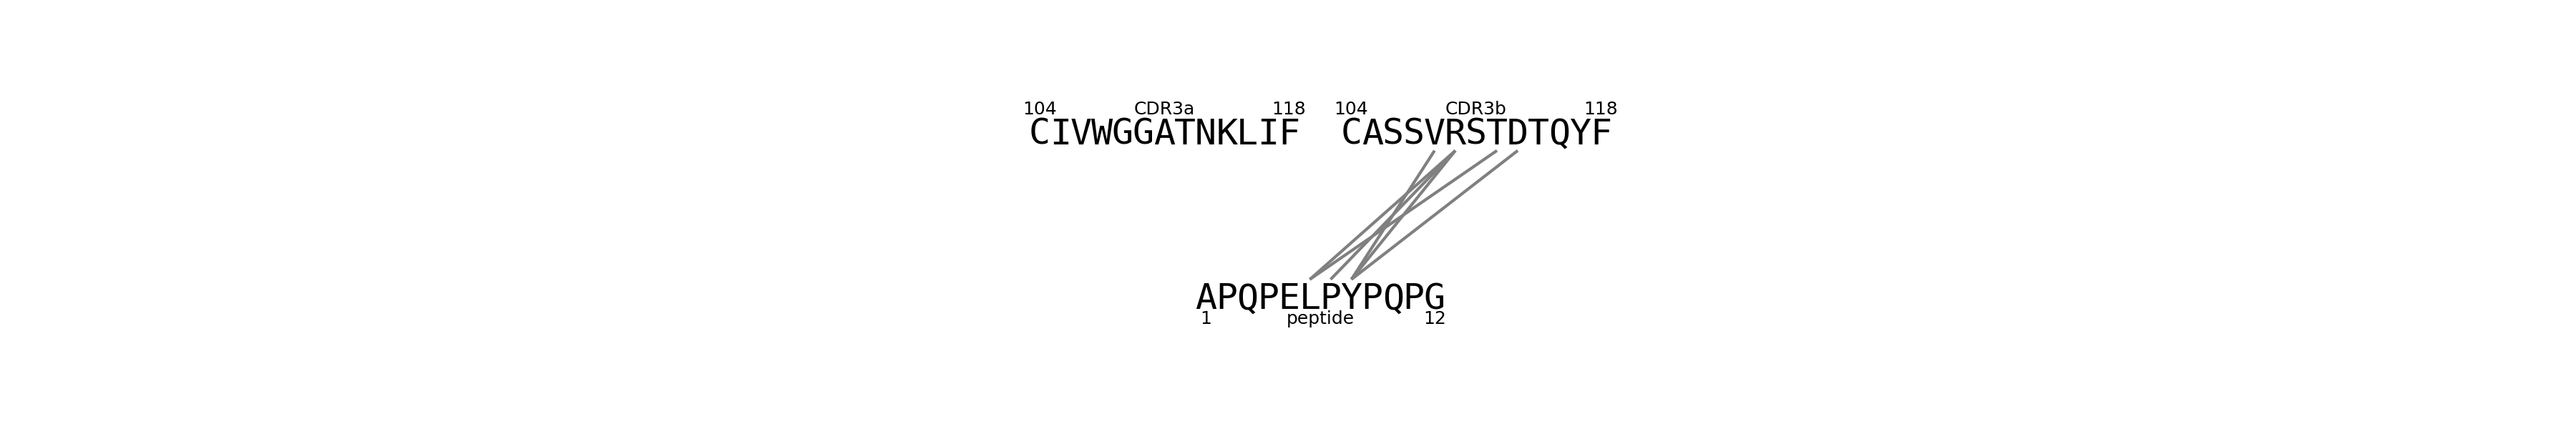 104 CDR3a 118 104 CDR3b 118
CIVWGGATNKLIF CASSVRSTDTQYF
APQPELPYPQPG
1 peptide 12